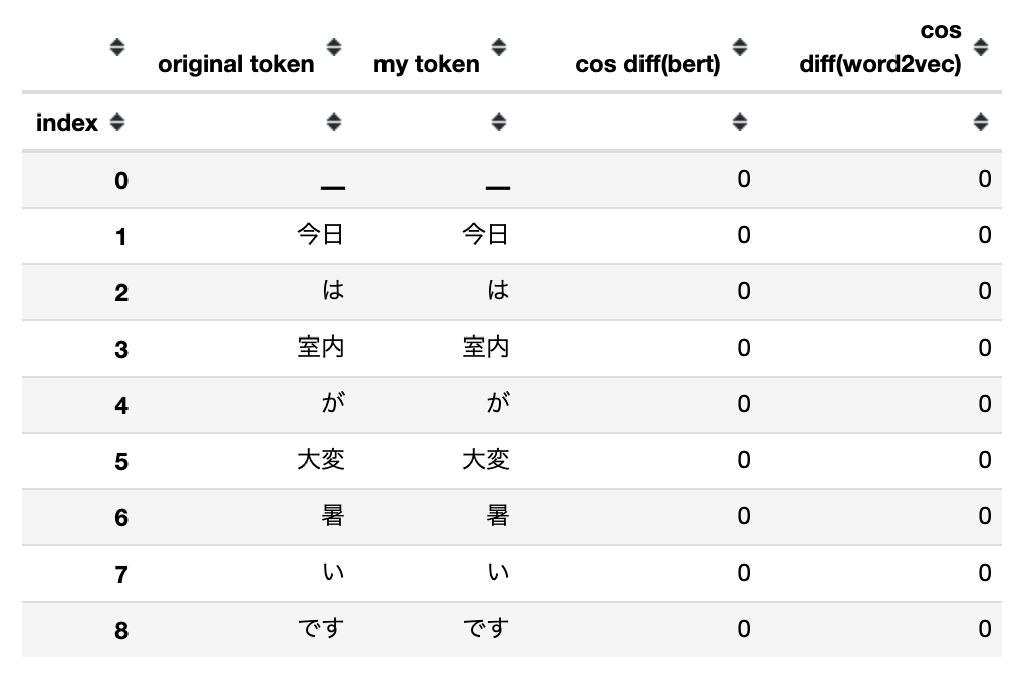 original token my token cos diff(bert) cos diff(word2vec)
index
0 ▁ ▁ 0 0
1 今日 今日 0 0
2 は は 0 0
3 室内 室内 0 0
4 が が 0 0
5 大変 大変 0 0
6 暑 暑 0 0
7 い い 0 0
8 です です 0 0